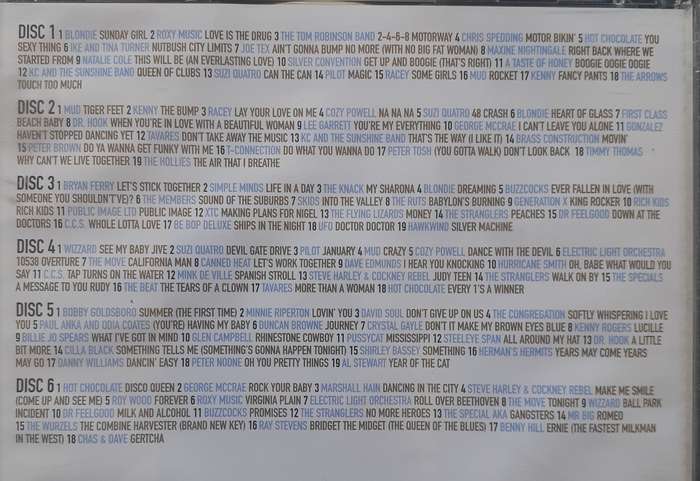 DISC 1 1 BLONDIE SUNDAY GIRL 2 ROXY MUSIC LOVE IS THE DRUG 3 THE TOM ROBINSON BAND 2-4-6-8 MOTORWAY 4 CHRIS SPEDDING MOTOR BIKIN' 5 HOT CHOCOLATE YOU
SEXY THING 6 IKE AND TINA TURNER NUTBUSH CITY LIMITS 7 JOE TEX AIN'T GONNA BUMP NO MORE (WITH NO BIG FAT WOMAN) 8 MAXINE NIGHTINGALE RIGHT BACK WHERE WE
STARTED FROM 9 NATALIE COLE THIS WILL BE (AN EVERLASTING LOVE) 10 SILVER CONVENTION GET UP AND BOOGIE (THAT'S RIGHT) 11 A TASTE OF HONEY BOOGIE OOGIE OOGIE
12 KC AND THE SUNSHINE BAND QUEEN OF CLUBS 13 SUZI QUATRO CAN THE CAN 14 PILOT MAGIC 15 RACEY SOME GIRLS 16 MUD ROCKET 17 KENNY FANCY PANTS 18 THE ARROWS
TOUCH TOO MUCH
DISC 2 1 MUD TIGER FEET 2 KENNY THE BUMP 3 RACEY LAY YOUR LOVE ON ME 4 COZY POWELL NA NA NA 5 SUZI QUATRO 48 CRASH 6 BLONDIE HEART OF GLASS 7 FIRST CLASS
BEACH BABY 8 DR. HOOK WHEN YOU'RE IN LOVE WITH A BEAUTIFUL WOMAN 9 LEE GARRETT YOU'RE MY EVERYTHING 10 GEORGE MCCRAE I CAN'T LEAVE YOU ALONE 11 GONZALEZ
HAVEN'T STOPPED DANCING YET 12 TAVARES DON'T TAKE AWAY THE MUSIC 13 KC AND THE SUNSHINE BAND THAT'S THE WAY (I LIKE IT) 14 BRASS CONSTRUCTION MOVIN'
15 PETER BROWN DO YA WANNA GET FUNKY WITH ME 16 T-CONNECTION DO WHAT YOU WANNA DO 17 PETER TOSH (YOU GOTTA WALK) DON'T LOOK BACK 18 TIMMY THOMAS
WHY CAN'T WE LIVE TOGETHER 19 THE HOLLIES THE AIR THAT I BREATHE
DISC 3 1 BRYAN FERRY LET'S STICK TOGETHER 2 SIMPLE MINDS LIFE IN A DAY 3 THE KNACK MY SHARONA 4 BLONDIE DREAMING 5 BUZZCOCKS EVER FALLEN IN LOVE (WITH
SOMEONE YOU SHOULDN'T'VE)? 6 THE MEMBERS SOUND OF THE SUBURBS 7 SKIDS INTO THE VALLEY 8 THE RUTS BABYLON'S BURNING 9 GENERATION X KING ROCKER 10 RICH KIDS
RICH KIDS 11 PUBLIC IMAGE LTD PUBLIC IMAGE 12 XTC MAKING PLANS FOR NIGEL 13 THE FLYING LIZARDS MONEY 14 THE STRANGLERS PEACHES 15 DR FEELGOOD DOWN AT THE
DOCTORS 16 C.C.S. WHOLE LOTTA LOVE 17 BE BOP DELUXE SHIPS IN THE NIGHT 18 UFO DOCTOR DOCTOR 19 HAWKWIND SILVER MACHINE
DISC 4 1 WIZZARD SEE MY BABY JIVE 2 SUZI QUATRO DEVIL GATE DRIVE 3 PILOT JANUARY 4 MUD CRAZY 5 COZY POWELL DANCE WITH THE DEVIL 6 ELECTRIC LIGHT ORCHESTRA
10538 OVERTURE 7 THE MOVE CALIFORNIA MAN 8 CANNED HEAT LET'S WORK TOGETHER 9 DAVE EDMUNDS I HEAR YOU KNOCKING 10 HURRICANE SMITH OH, BABE WHAT WOULD YOU
SAY 11 C.C.S. TAP TURNS ON THE WATER 12 MINK DE VILLE SPANISH STROLL 13 STEVE HARLEY & COCKNEY REBEL JUDY TEEN 14 THE STRANGLERS WALK ON BY 15 THE SPECIALS
A MESSAGE TO YOU RUDY 16 THE BEAT THE TEARS OF A CLOWN 17 TAVARES MORE THAN A WOMAN 18 HOT CHOCOLATE EVERY 1'S A WINNER
DISC 5 1 BOBBY GOLDSBORO SUMMER (THE FIRST TIME) 2 MINNIE RIPERTON LOVIN' YOU 3 DAVID SOUL DON'T GIVE UP ON US 4 THE CONGREGATION SOFTLY WHISPERING I LOVE
YOU 5 PAUL ANKA AND ODIA COATES (YOU'RE) HAVING MY BABY 6 DUNCAN BROWNE JOURNEY 7 CRYSTAL GAYLE DON'T IT MAKE MY BROWN EYES BLUE 8 KENNY ROGERS LUCILLE
9 BILLIE JO SPEARS WHAT I'VE GOT IN MIND 10 GLEN CAMPBELL RHINESTONE COWBOY 11 PUSSYCAT MISSISSIPPI 12 STEELEYE SPAN ALL AROUND MY HAT 13 DR. HOOK A LITTLE
BIT MORE 14 CILLA BLACK SOMETHING TELLS ME (SOMETHING'S GONNA HAPPEN TONIGHT) 15 SHIRLEY BASSEY SOMETHING 16 HERMAN'S HERMITS YEARS MAY COME YEARS
MAY GO 17 DANNY WILLIAMS DANCIN' EASY 18 PETER NOONE OH YOU PRETTY THINGS 19 AL STEWART YEAR OF THE CAT
DISC 6 1 HOT CHOCOLATE DISCO QUEEN 2 GEORGE MCCRAE ROCK YOUR BABY 3 MARSHALL HAIN DANCING IN THE CITY 4 STEVE HARLEY & COCKNEY REBEL MAKE ME SMILE
(COME UP AND SEE ME) 5 ROY WOOD FOREVER 6 ROXY MUSIC VIRGINIA PLAIN 7 ELECTRIC LIGHT ORCHESTRA ROLL OVER BEETHOVEN 8 THE MOVE TONIGHT 9 WIZZARD BALL PARK
INCIDENT 10 DR FEELGOOD MILK AND ALCOHOL 11 BUZZCOCKS PROMISES 12 THE STRANGLERS NO MORE HEROES 13 THE SPECIAL AKA GANGSTERS 14 MR BIG ROMEO
15 THE WURZELS THE COMBINE HARVESTER (BRAND NEW KEY) 16 RAY STEVENS BRIDGET THE MIDGET (THE QUEEN OF THE BLUES) 17 BENNY HILL ERNIE (THE FASTEST MILKMAN
IN THE WEST) 18 CHAS & DAVE GERTCHA